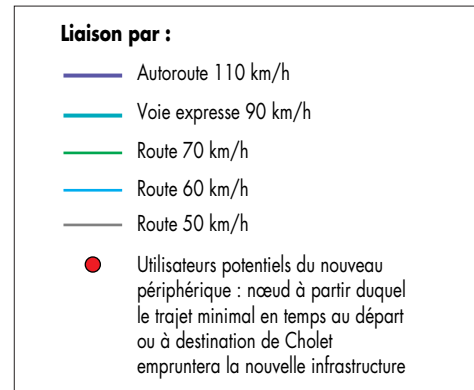 Liaison par :
Autoroute 110 km/h
Voie expresse 90 km/h
Route 70 km/h
Route 60 km/h
Route 50 km/h
Utilisateurs potentiels du nouveau
périphérique : nœud à partir duquel
le trajet minimal en temps au départ
ou à destination de Cholet
empruntera la nouvelle infrastructure